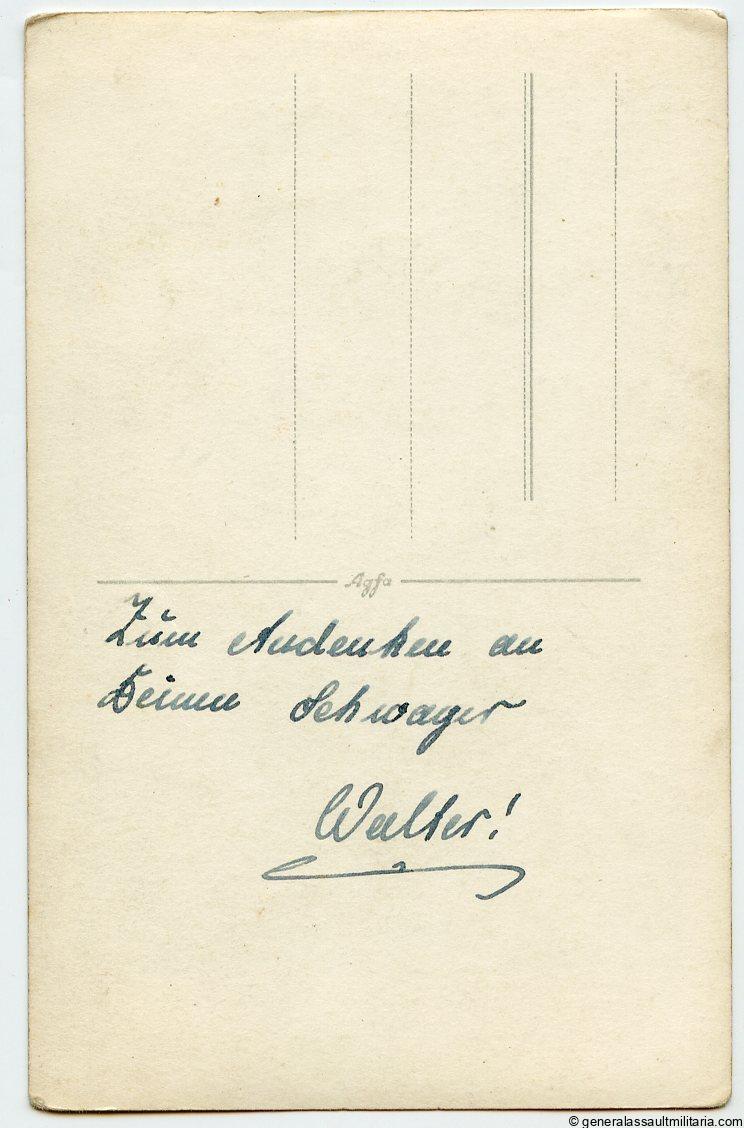 Agfa
Zum Andenken an
Deinen Schwager
Walter!
© generalassaultmilitaria.com